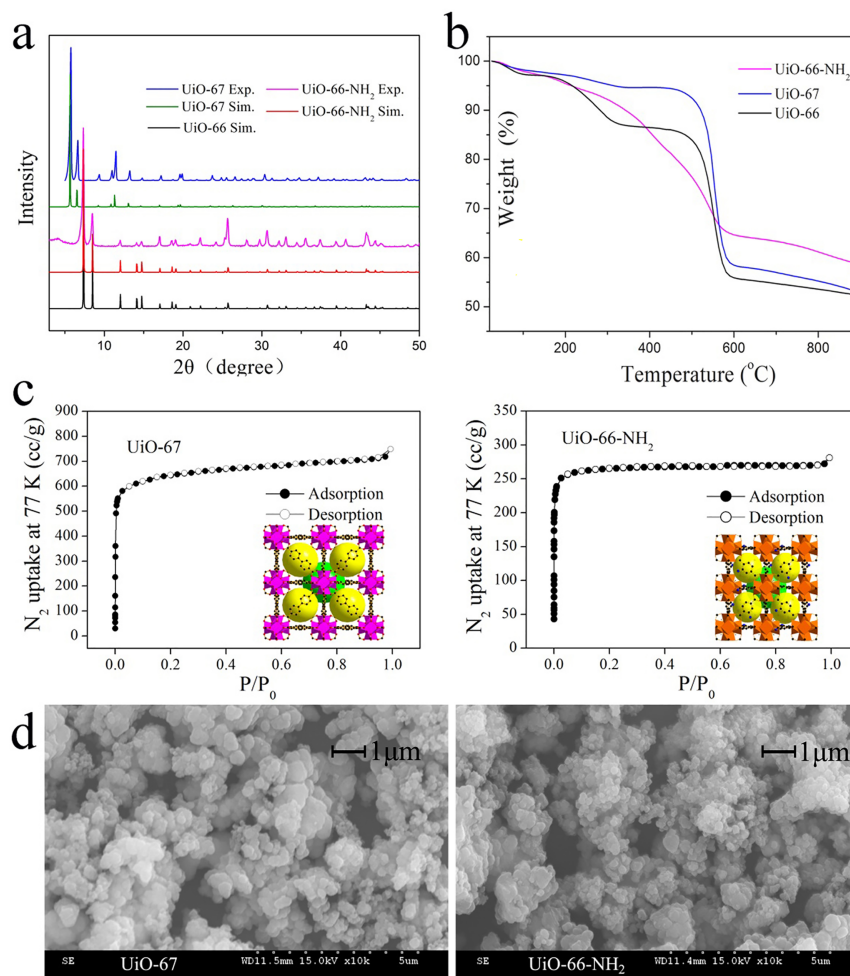 a
UiO-67 Exp.
UiO-66-NH2 Exp.
UiO-67 Sim.
UiO-66-NH2 Sim.
UiO-66 Sim.
Intensity
10 20 30 40 50
2θ (degree)
b
UiO-66-NH2
UiO-67
UiO-66
Weight (%)
100
95
90
85
80
75
70
65
60
55
50
200 400 600 800
Temperature (°C)
c
N2 uptake at 77 K (cc/g)
900
800
700
600
500
400
300
200
100
0
UiO-67
Adsorption
Desorption
0.0 0.2 0.4 0.6 0.8 1.0
P/P0
N2 uptake at 77 K (cc/g)
350
300
250
200
150
100
50
0
UiO-66-NH2
Adsorption
Desorption
0.0 0.2 0.4 0.6 0.8 1.0
P/P0
d
1μm
SE
UiO-67
WD11.5mm 15.0kV x10k 5um
1μm
SE
UiO-66-NH2
WD11.4mm 15.0kV x10k 5um